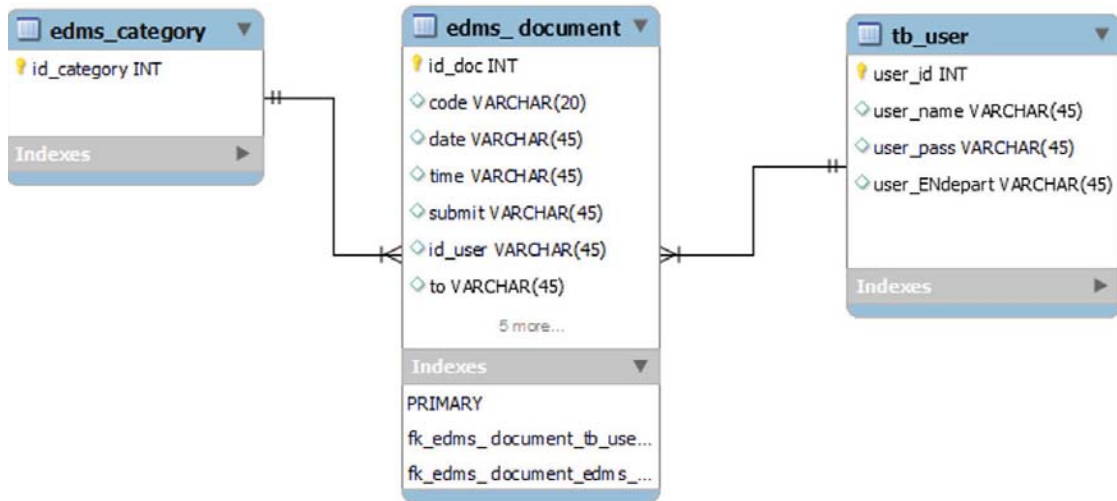 edms_category
id_category INT
Indexes
edms_ document
id_doc INT
code VARCHAR(20)
date VARCHAR(45)
time VARCHAR(45)
submit VARCHAR(45)
id_user VARCHAR(45)
to VARCHAR(45)
5 more...
Indexes
PRIMARY
fk_edms_ document_tb_use...
fk_edms_ document_edms_...
tb_user
user_id INT
user_name VARCHAR(45)
user_pass VARCHAR(45)
user_ENdepart VARCHAR(45)
Indexes